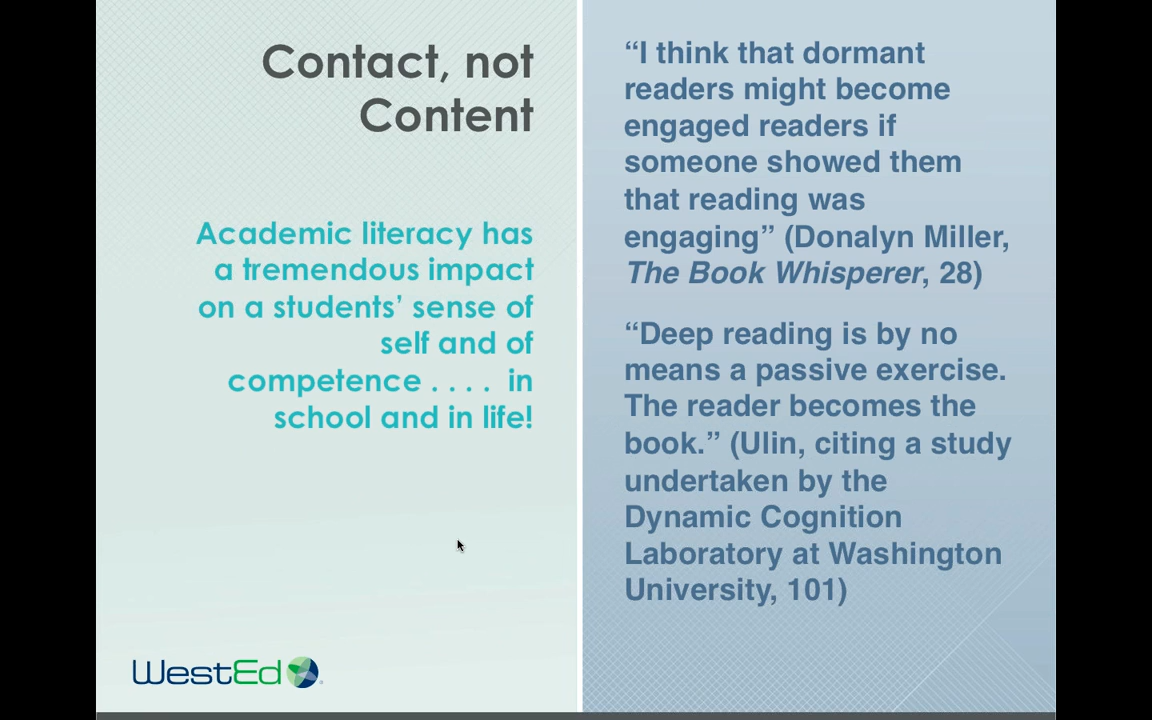 Contact, not
Content
Academic literacy has
a tremendous impact
on a students’ sense of
self and of
competence . . . .  in
school and in life!
WestEd
“I think that dormant
readers might become
engaged readers if
someone showed them
that reading was
engaging” (Donalyn Miller,
The Book Whisperer, 28)
“Deep reading is by no
means a passive exercise.
The reader becomes the
book.” (Ulin, citing a study
undertaken by the
Dynamic Cognition
Laboratory at Washington
University, 101)